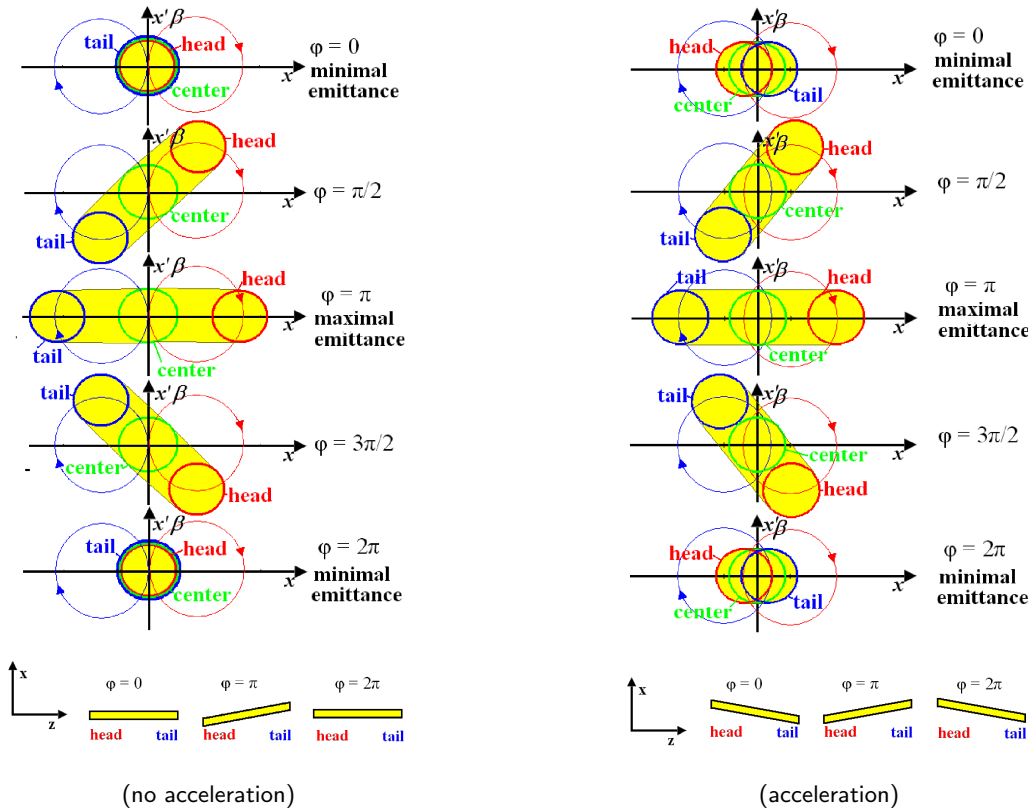 x'β
tail
head
x
center
φ = 0
minimal
emittance
x'β
head
x
center
tail
φ = π/2
x'β
head
x
tail
center
φ = π
maximal
emittance
x'β
tail
x
center
head
φ = 3π/2
x'β
tail
head
x
center
φ = 2π
minimal
emittance
x
z
φ = 0
φ = π
φ = 2π
head tail
head tail
head tail
(no acceleration)
x'β
head
x
center
tail
φ = 0
minimal
emittance
x'β
head
x
center
tail
φ = π/2
x'β
tail
head
x
center
φ = π
maximal
emittance
x'β
tail
x
center
head
φ = 3π/2
x'β
head
x
center
tail
φ = 2π
minimal
emittance
x
z
φ = 0
φ = π
φ = 2π
head tail
head tail
head tail
(acceleration)